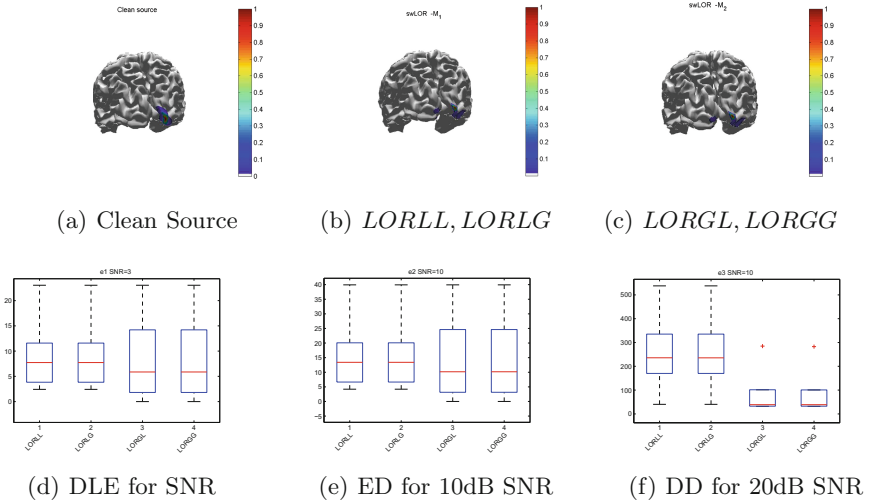 Clean source
1
0.9
0.8
0.7
0.6
0.5
0.4
0.3
0.2
0.1
0
swLOR -M1
1
0.9
0.8
0.7
0.6
0.5
0.4
0.3
0.2
0.1
swLOR -M2
1
0.9
0.8
0.7
0.6
0.5
0.4
0.3
0.2
0.1
(a) Clean Source
(b) LORLL, LORLG
(c) LORGL, LORGG
e1 SNR=3
20
15
10
5
0
1
2
3
4
LORLL
LORLG
LORGL
LORGG
e2 SNR=10
40
35
30
25
20
15
10
5
0
−5
1
2
3
4
LORLL
LORLG
LORGL
LORGG
e3 SNR=10
500
400
300
200
100
0
1
2
3
4
LORLL
LORLG
LORGL
LORGG
(d) DLE for SNR
(e) ED for 10dB SNR
(f) DD for 20dB SNR